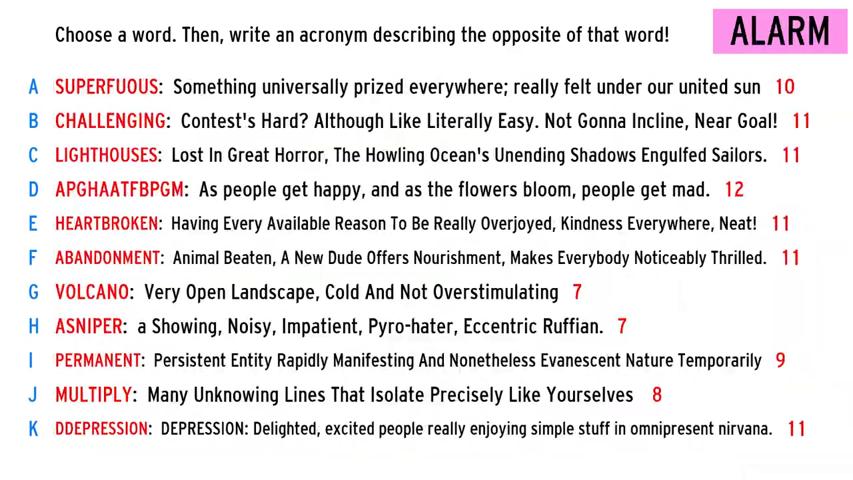 Choose a word. Then, write an acronym describing the opposite of that word!
ALARM
A SUPERFUOUS: Something universally prized everywhere; really felt under our united sun 10
B CHALLENGING: Contest's Hard? Although Like Literally Easy. Not Gonna Incline, Near Goal! 11
C LIGHTHOUSES: Lost In Great Horror, The Howling Ocean's Unending Shadows Engulfed Sailors. 11
D APGHAATFBPGM: As people get happy, and as the flowers bloom, people get mad. 12
E HEARTBROKEN: Having Every Available Reason To Be Really Overjoyed, Kindness Everywhere, Neat! 11
F ABANDONMENT: Animal Beaten, A New Dude Offers Nourishment, Makes Everybody Noticeably Thrilled. 11
G VOLCANO: Very Open Landscape, Cold And Not Overstimulating 7
H ASNIPER: a Showing, Noisy, Impatient, Pyro-hater, Eccentric Ruffian. 7
I PERMANENT: Persistent Entity Rapidly Manifesting And Nonetheless Evanescent Nature Temporarily 9
J MULTIPLY: Many Unknowing Lines That Isolate Precisely Like Yourselves 8
K DDEPRESSION: DEPRESSION: Delighted, excited people really enjoying simple stuff in omnipresent nirvana. 11